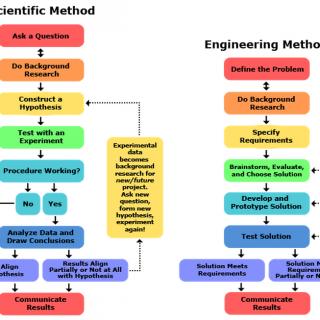 cientific Method
Ask a Question
Do Background
Research
Construct a
Hypothesis
Test with an
Experiment
Procedure Working?
No
Yes
Analyze Data and
Draw Conclusions
Align
othesis
Results Align
Partially or Not at All
with Hypothesis
Communicate
Results
Experimental
data
becomes
background
research for
new/future
project.
Ask new
question,
form new
hypothesis,
experiment
again!
Engineering Metho
Define the Problem
Do Background
Research
Specify
Requirements
Brainstorm, Evaluate,
and Choose Solution
Develop and
Prototype Solution
Test Solution
Solution Meets
Requirements
Solution M
Requirem
Partially or No
Communicate
Results